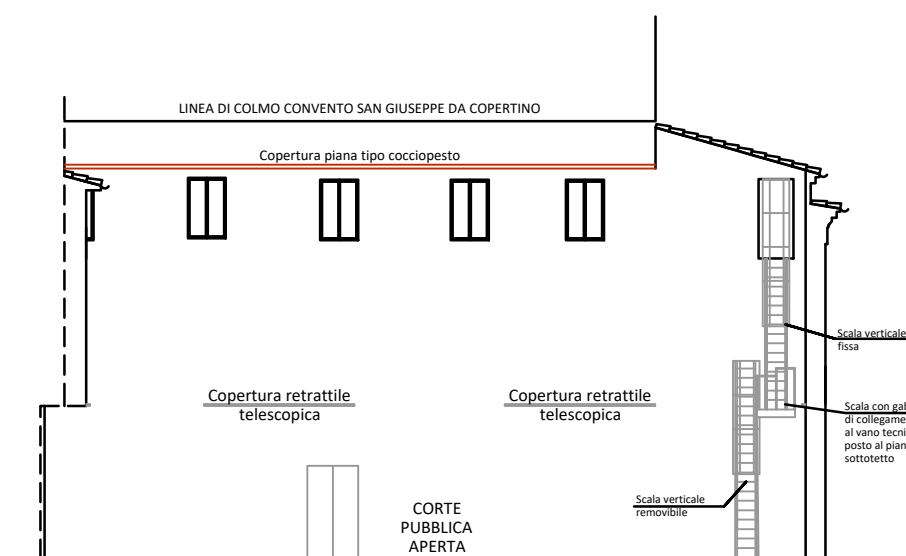 LINEA DI COLMO CONVENTO SAN GIUSEPPE DA COPERTINO
Copertura piana tipo cocciopesto
Scala verticale
fissa
Copertura retrattile
telescopica
Copertura retrattile
telescopica
Scala con gab
di collegame
al vano tecni
posto al pian
sottotetto
Scala verticale
removibile
CORTE
PUBBLICA
APERTA